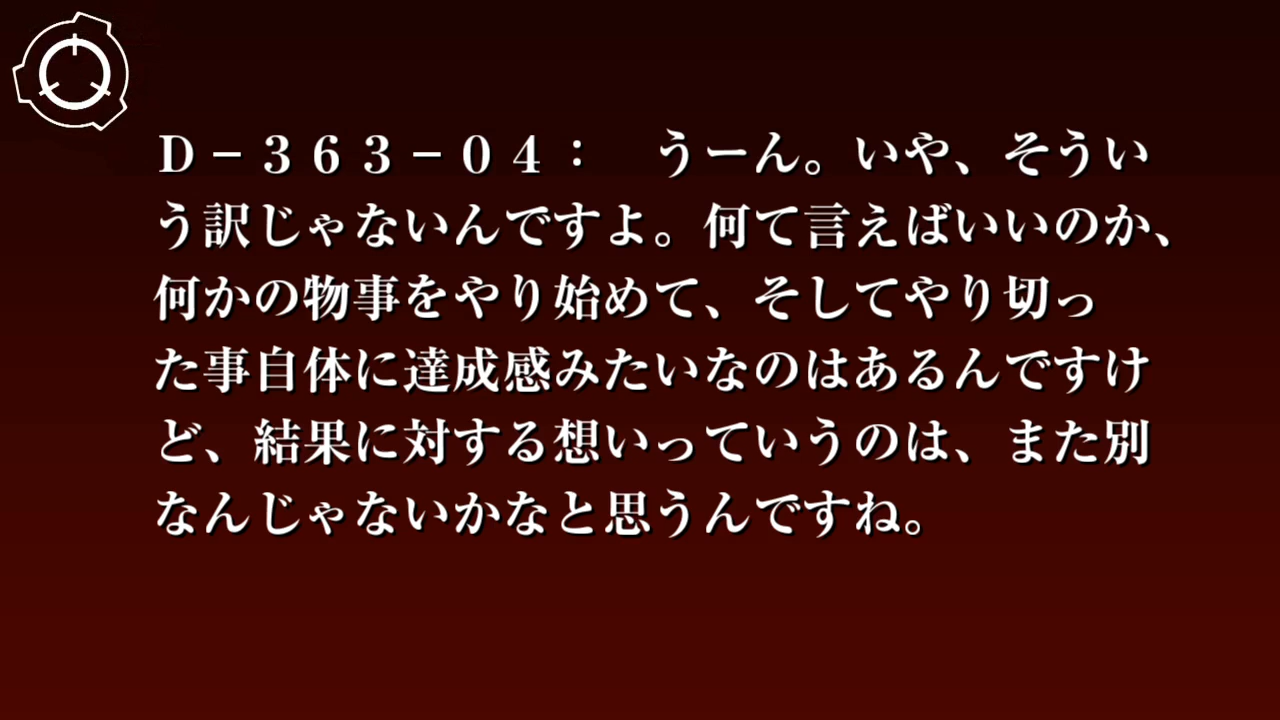 D－３６３－０４：　うーん。いや、そうい
う訳じゃないんですよ。何て言えばいいのか、
何かの物事をやり始めて、そしてやり切っ
た事自体に達成感みたいなのはあるんですけ
ど、結果に対する想いっていうのは、また別
なんじゃないかなと思うんですね。